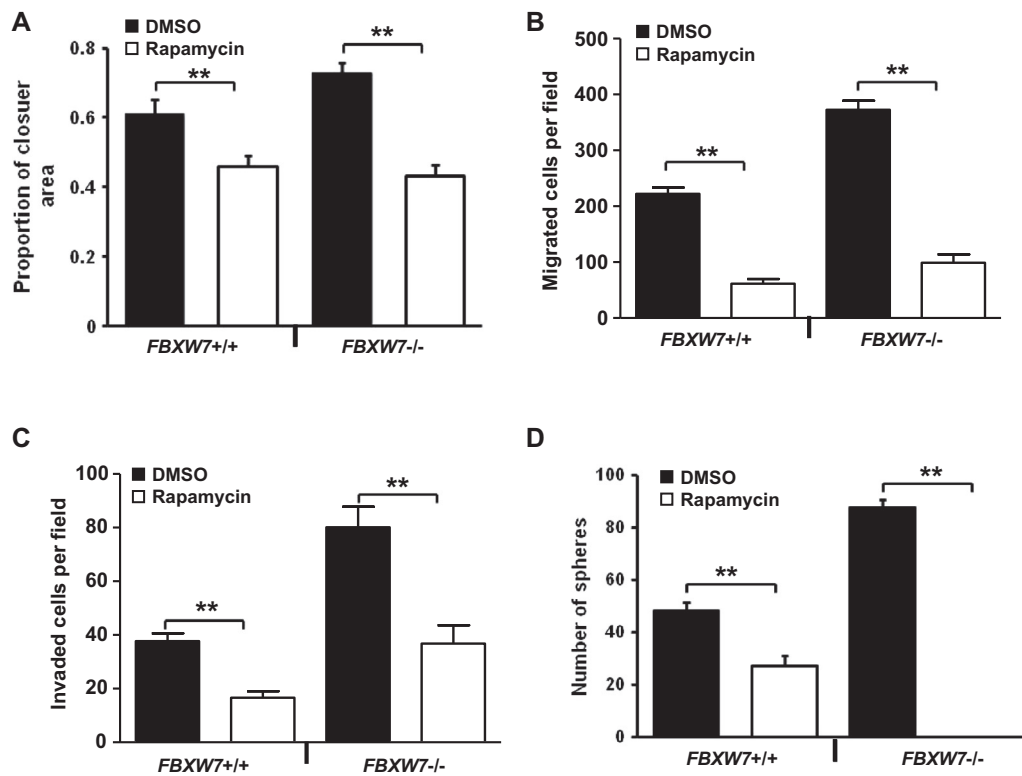 A
DMSO
Rapamycin
**
**
0.8
0.6
0.4
0.2
0
Proportion of closuer
area
FBXW7+/+
FBXW7-/-
B
DMSO
Rapamycin
**
**
500
400
300
200
100
50
0
Migrated cells per field
FBXW7+/+
FBXW7-/-
C
DMSO
Rapamycin
**
**
100
80
60
40
20
0
Invaded cells per field
FBXW7+/+
FBXW7-/-
D
DMSO
Rapamycin
**
**
100
80
60
40
20
0
Number of spheres
FBXW7+/+
FBXW7-/-